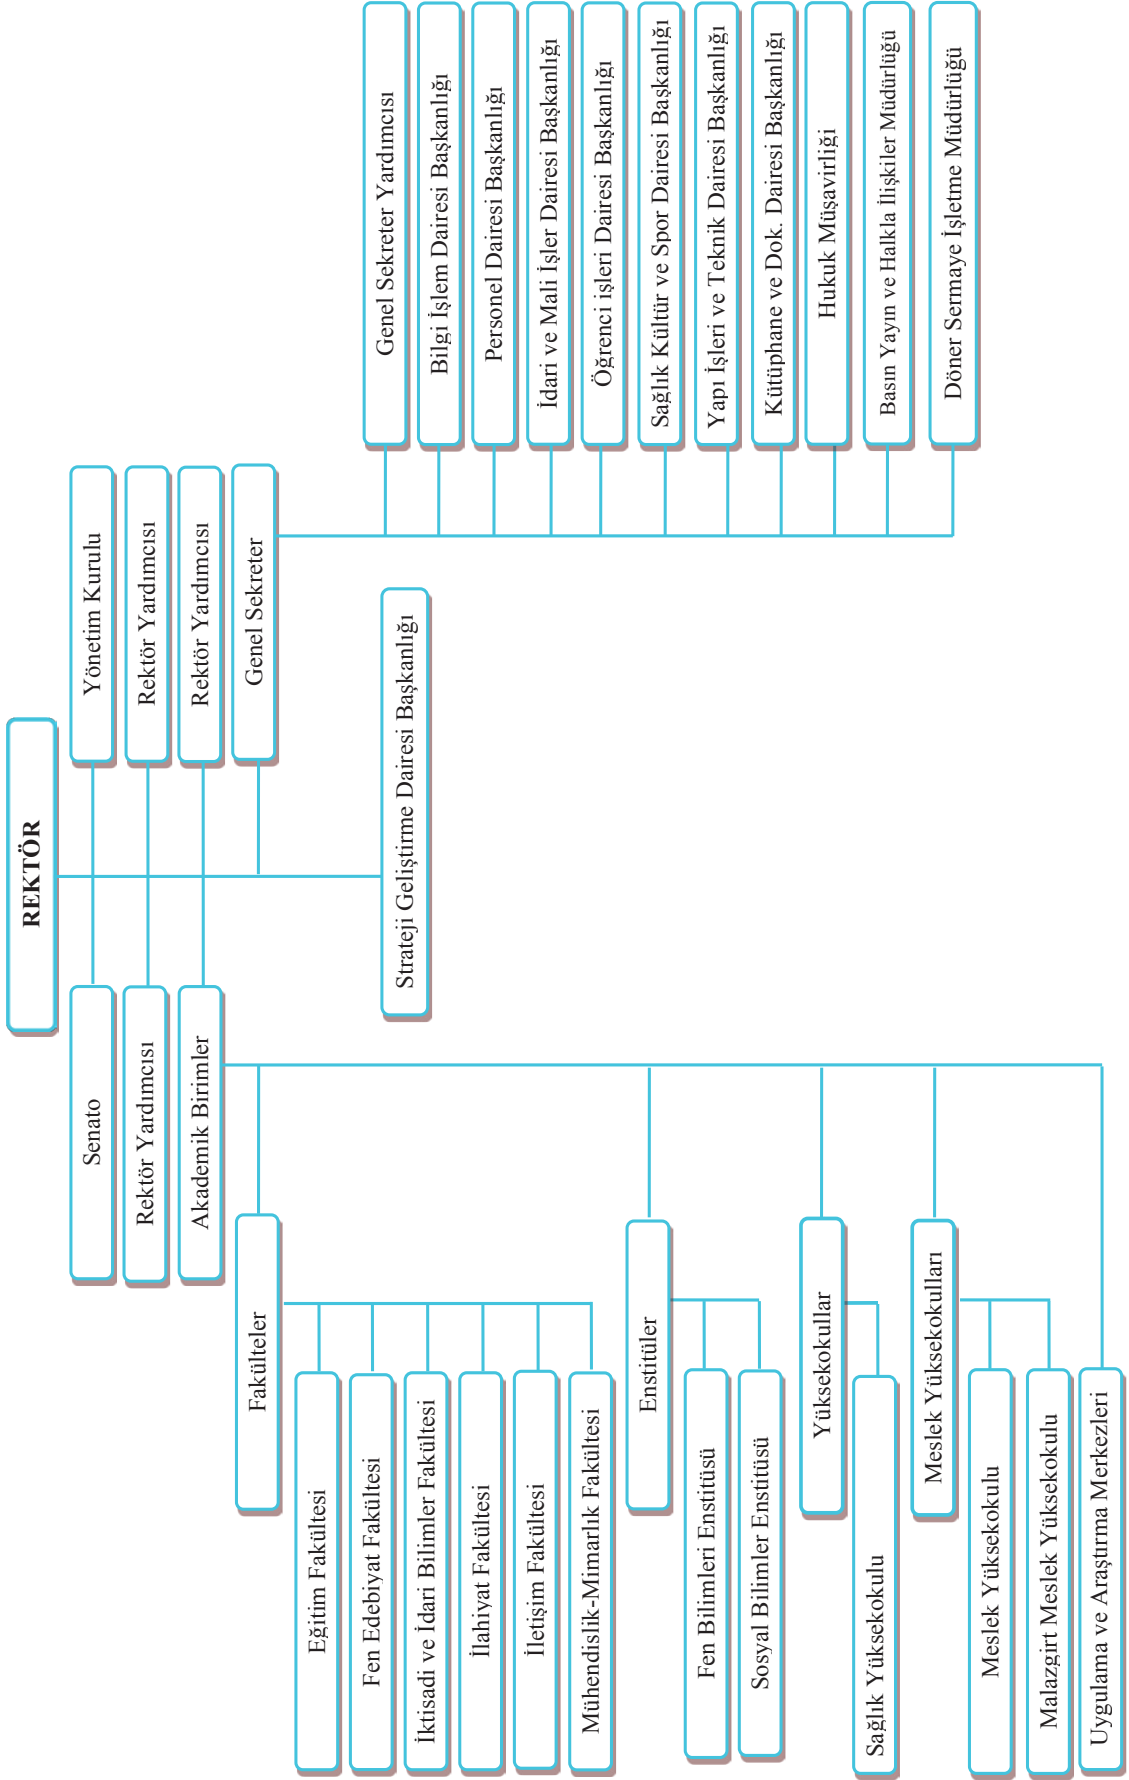 REKTÖR
Senato
Yönetim Kurulu
Rektör Yardımcısı
Rektör Yardımcısı
Akademik Birimler
Rektör Yardımcısı
Genel Sekreter
Strateji Geliştirme Dairesi Başkanlığı
Fakülteler
Eğitim Fakültesi
Fen Edebiyat Fakültesi
İktisadi ve İdari Bilimler Fakültesi
İlahiyat Fakültesi
İletişim Fakültesi
Mühendislik-Mimarlık Fakültesi
Enstitüler
Fen Bilimleri Enstitüsü
Sosyal Bilimler Enstitüsü
Yüksekokullar
Sağlık Yüksekokulu
Meslek Yüksekokulları
Meslek Yüksekokulu
Malazgirt Meslek Yüksekokulu
Uygulama ve Araştırma Merkezleri
Genel Sekreter Yardımcısı
Bilgi İşlem Dairesi Başkanlığı
Personel Dairesi Başkanlığı
İdari ve Mali İşler Dairesi Başkanlığı
Öğrenci işleri Dairesi Başkanlığı
Sağlık Kültür ve Spor Dairesi Başkanlığı
Yapı İşleri ve Teknik Dairesi Başkanlığı
Kütüphane ve Dok. Dairesi Başkanlığı
Hukuk Müşavirliği
Basın Yayın ve Halkla İlişkiler Müdürlüğü
Döner Sermaye İşletme Müdürlüğü